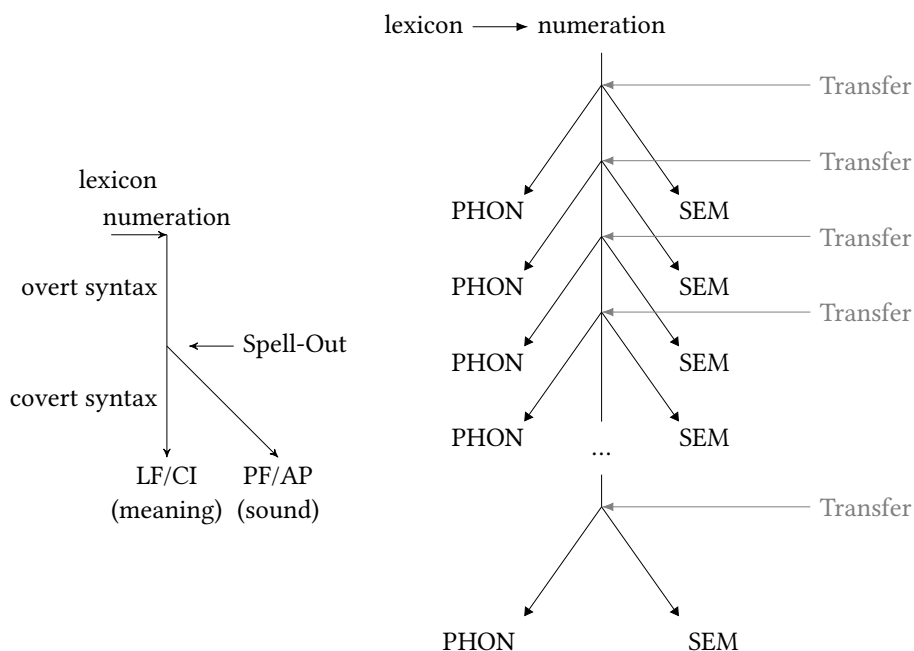 lexicon
numeration
overt syntax
Spell-Out
covert syntax
LF/CI PF/AP
(meaning) (sound)
lexicon numeration
Transfer
Transfer
PHON SEM
Transfer
PHON SEM
Transfer
PHON SEM
PHON SEM
...
Transfer
PHON SEM